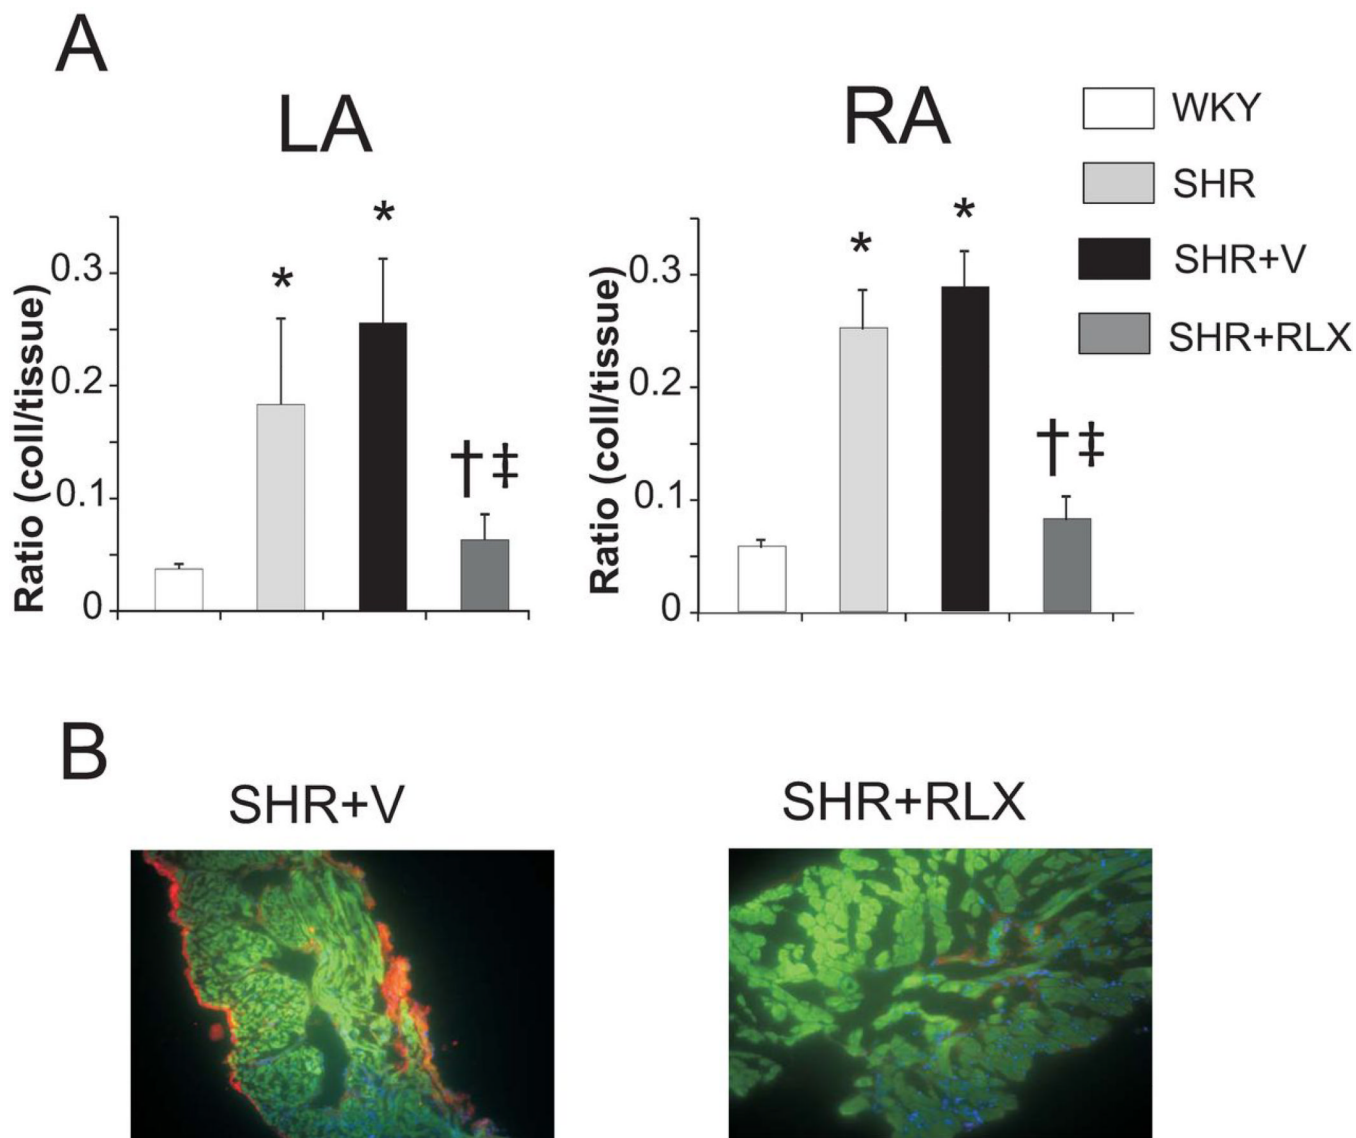 A
LA
RA
WKY
SHR
SHR+V
SHR+RLX
Ratio (coll/tissue)
0.3
0.2
0.1
0
*
*
†‡
Ratio (coll/tissue)
0.3
0.2
0.1
0
*
*
†‡
B
SHR+V
SHR+RLX